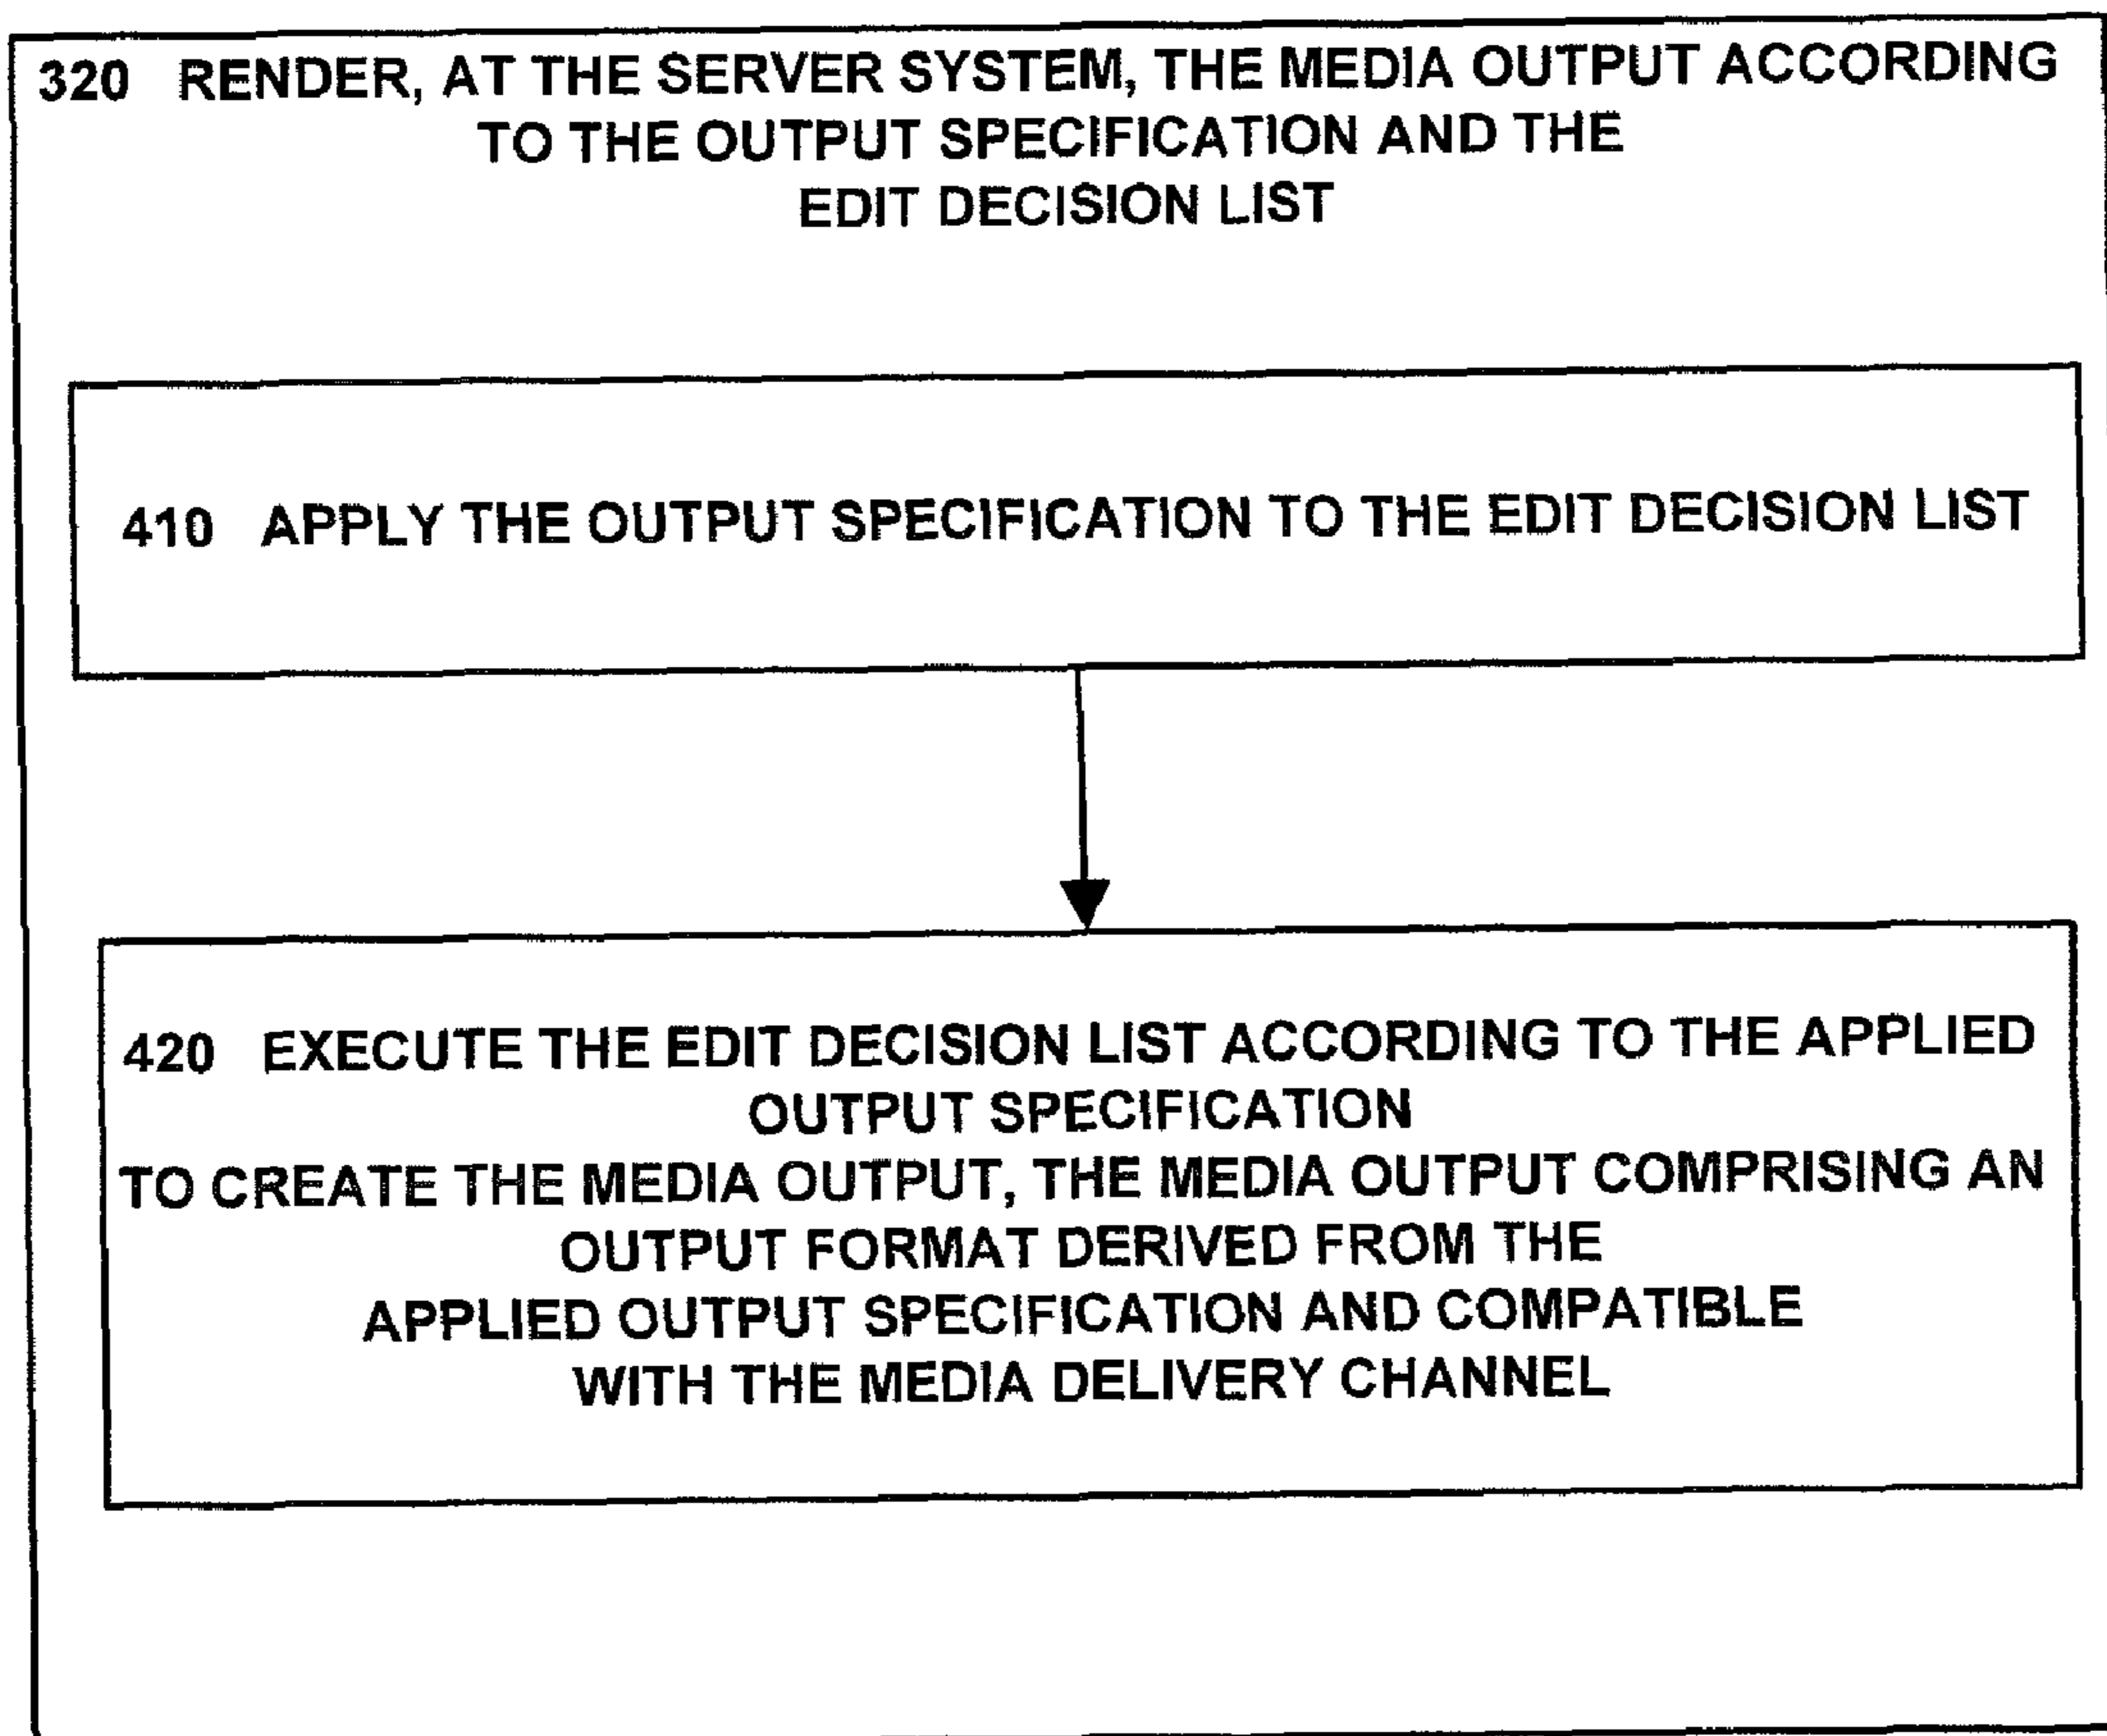 320 RENDER, AT THE SERVER SYSTEM, THE MEDIA OUTPUT ACCORDING
TO THE OUTPUT SPECIFICATION AND THE
EDIT DECISION LIST
410 APPLY THE OUTPUT SPECIFICATION TO THE EDIT DECISION LIST
420 EXECUTE THE EDIT DECISION LIST ACCORDING TO THE APPLIED
OUTPUT SPECIFICATION
TO CREATE THE MEDIA OUTPUT, THE MEDIA OUTPUT COMPRISING AN
OUTPUT FORMAT DERIVED FROM THE
APPLIED OUTPUT SPECIFICATION AND COMPATIBLE
WITH THE MEDIA DELIVERY CHANNEL